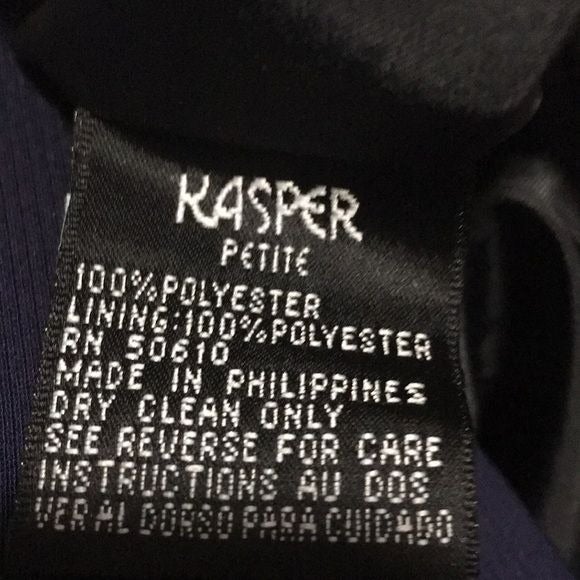 KASPER
PETITE
100% POLYESTER
LINING:100% POLYESTER
RN 50610
MADE IN PHILIPPINES
DRY CLEAN ONLY
SEE REVERSE FOR CARE
INSTRUCTIONS AU DOS
VER AL DORSO PARA CUIDADO